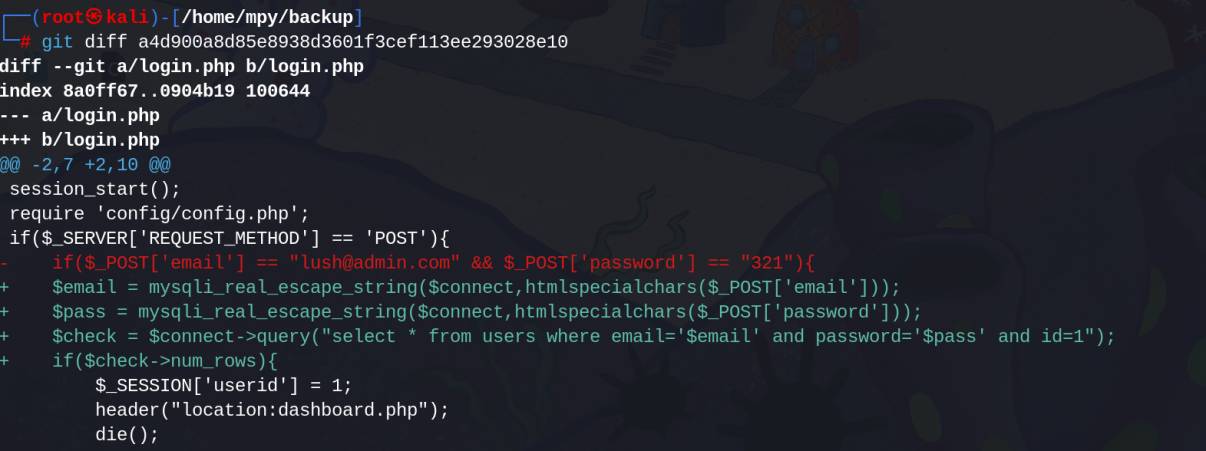 ┌──(root㉿kali)-[/home/mpy/backup]
└─# git diff a4d900a8d85e8938d3601f3cef113ee293028e10
diff --git a/login.php b/login.php
index 8a0ff67..0904b19 100644
--- a/login.php
+++ b/login.php
@@ -2,7 +2,10 @@
 session_start();
 require 'config/config.php';
 if($_SERVER['REQUEST_METHOD'] == 'POST'){
-    if($_POST['email'] == "lush@admin.com" && $_POST['password'] == "321"){
+    $email = mysqli_real_escape_string($connect,htmlspecialchars($_POST['email']));
+    $pass = mysqli_real_escape_string($connect,htmlspecialchars($_POST['password']));
+    $check = $connect->query("select * from users where email='$email' and password='$pass' and id=1");
+    if($check->num_rows){
         $_SESSION['userid'] = 1;
         header("location:dashboard.php");
         die();